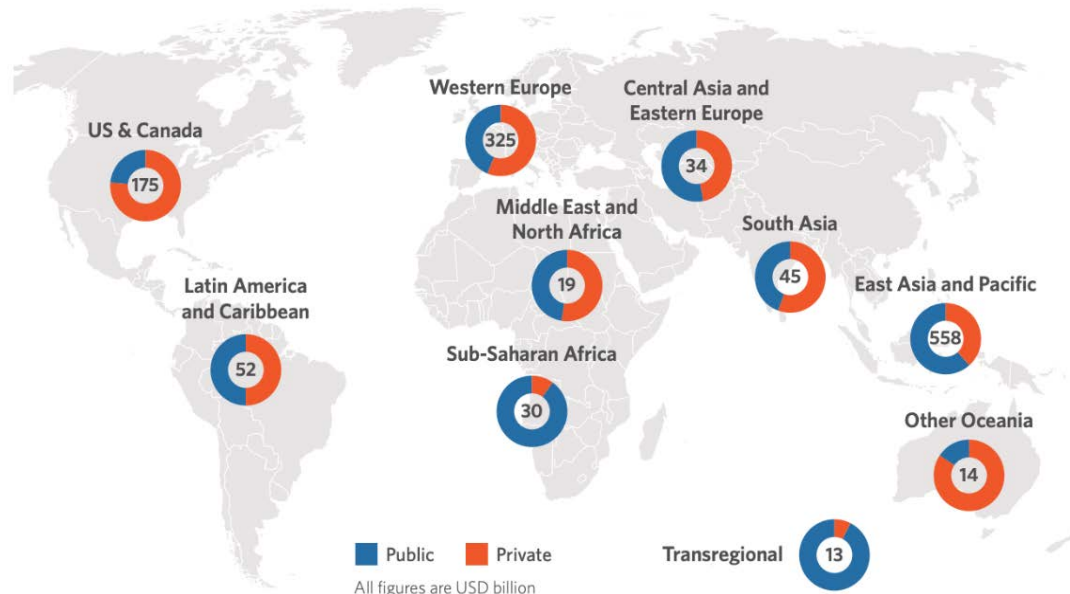 US & Canada
175
Western Europe
325
Central Asia and
Eastern Europe
34
Middle East and
North Africa
19
South Asia
45
Latin America
and Caribbean
52
East Asia and Pacific
558
Sub-Saharan Africa
30
Other Oceania
14
Public
Private
All figures are USD billion
Transregional
13